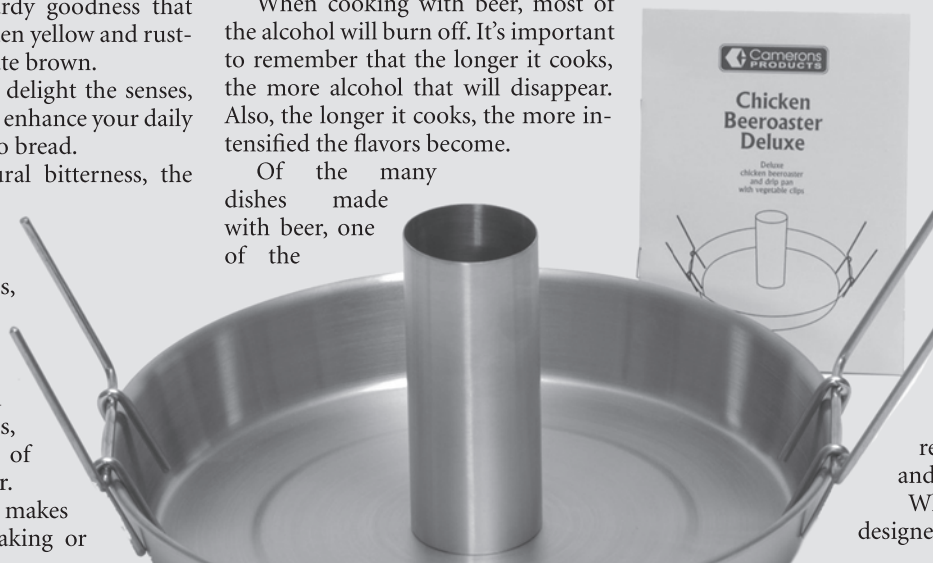 rdy goodness that
en yellow and rust-
te brown.
delight the senses,
enhance your daily
o bread.
ural bitterness, the
s,
s,
of
r.
makes
aking or
When cooking with beer, most of
the alcohol will burn off. It's important
to remember that the longer it cooks,
the more alcohol that will disappear.
Also, the longer it cooks, the more in-
tensified the flavors become.
Of the many
dishes made
with beer, one
of the
Camerons
PRODUCTS
Chicken
Beeroaster
Deluxe
Deluxe
chicken beeroaster
and drip pan
with vegetable clips
re
and
Wh
designe